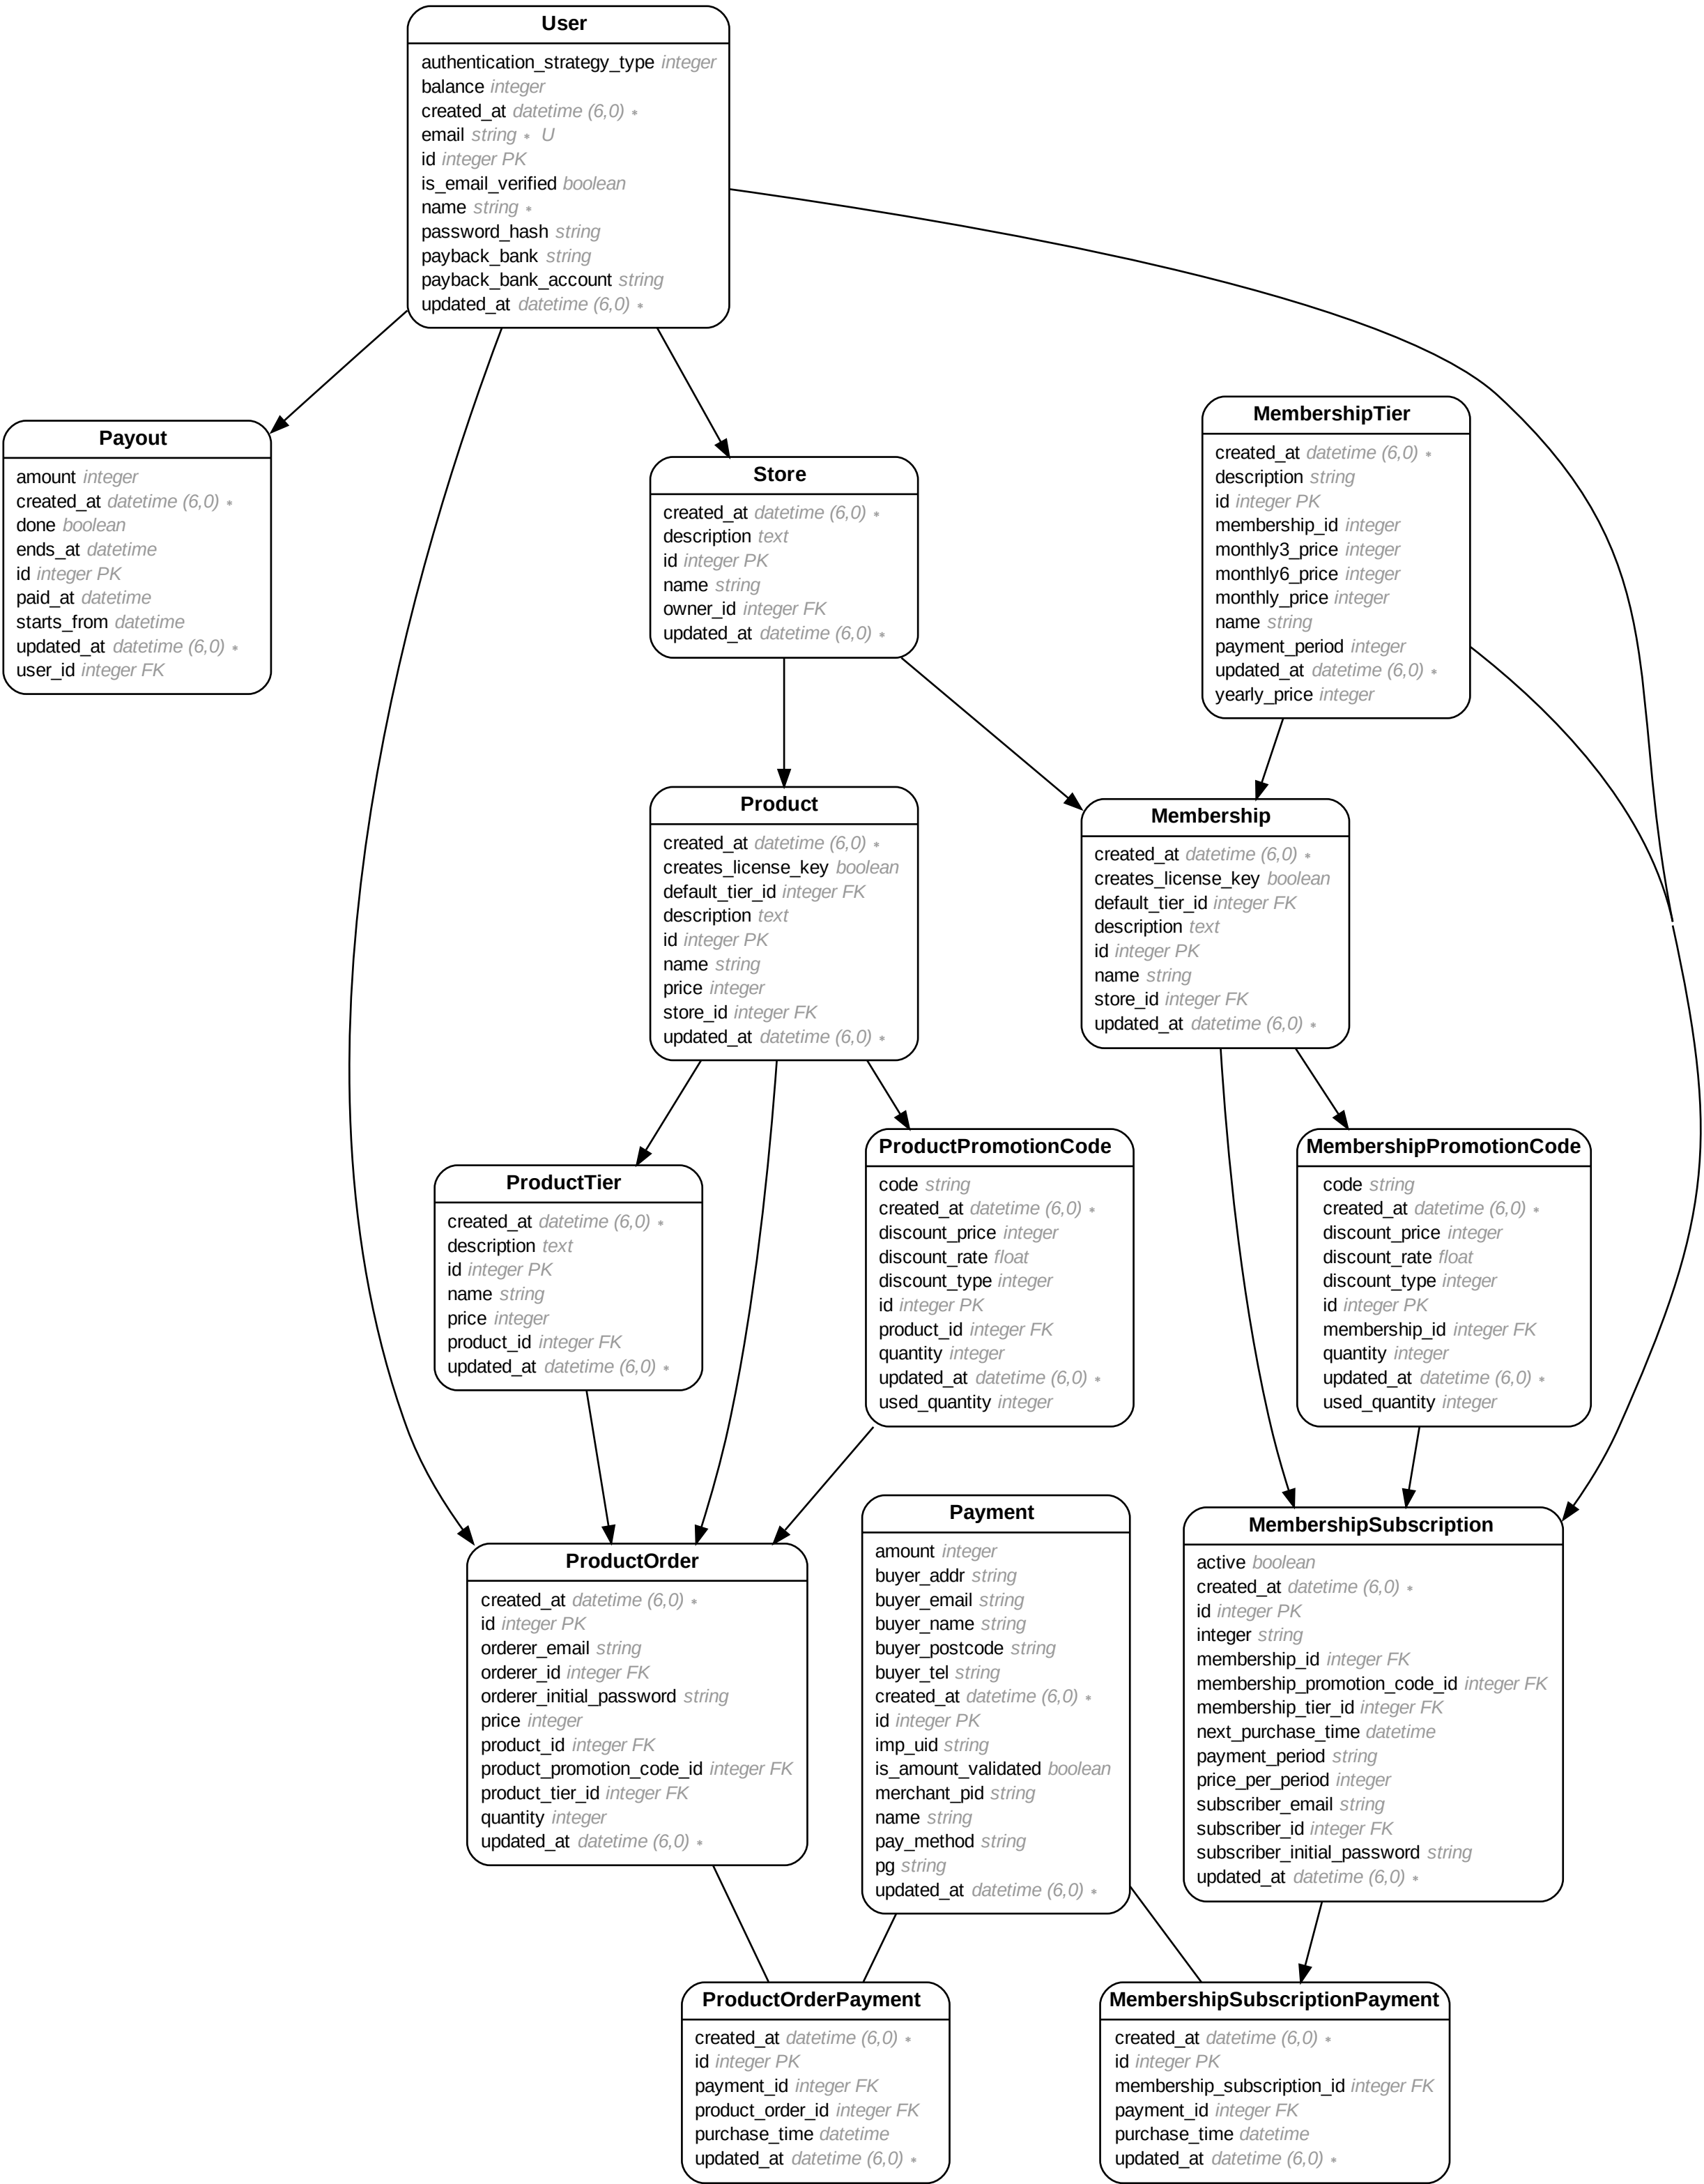 User
authentication_strategy_type integer
balance integer
created_at datetime (6,0) *
email string * U
id integer PK
is_email_verified boolean
name string *
password_hash string
payback_bank string
payback_bank_account string
updated_at datetime (6,0) *
Payout
amount integer
created_at datetime (6,0) *
done boolean
ends_at datetime
id integer PK
paid_at datetime
starts_from datetime
updated_at datetime (6,0) *
user_id integer FK
Store
created_at datetime (6,0) *
description text
id integer PK
name string
owner_id integer FK
updated_at datetime (6,0) *
MembershipTier
created_at datetime (6,0) *
description string
id integer PK
membership_id integer
monthly3_price integer
monthly6_price integer
monthly_price integer
name string
payment_period integer
updated_at datetime (6,0) *
yearly_price integer
Product
created_at datetime (6,0) *
creates_license_key boolean
default_tier_id integer FK
description text
id integer PK
name string
price integer
store_id integer FK
updated_at datetime (6,0) *
Membership
created_at datetime (6,0) *
creates_license_key boolean
default_tier_id integer FK
description text
id integer PK
name string
store_id integer FK
updated_at datetime (6,0) *
ProductTier
created_at datetime (6,0) *
description text
id integer PK
name string
price integer
product_id integer FK
updated_at datetime (6,0) *
ProductPromotionCode
code string
created_at datetime (6,0) *
discount_price integer
discount_rate float
discount_type integer
id integer PK
product_id integer FK
quantity integer
updated_at datetime (6,0) *
used_quantity integer
MembershipPromotionCode
code string
created_at datetime (6,0) *
discount_price integer
discount_rate float
discount_type integer
id integer PK
membership_id integer FK
quantity integer
updated_at datetime (6,0) *
used_quantity integer
ProductOrder
created_at datetime (6,0) *
id integer PK
orderer_email string
orderer_id integer FK
orderer_initial_password string
price integer
product_id integer FK
product_promotion_code_id integer FK
product_tier_id integer FK
quantity integer
updated_at datetime (6,0) *
Payment
amount integer
buyer_addr string
buyer_email string
buyer_name string
buyer_postcode string
buyer_tel string
created_at datetime (6,0) *
id integer PK
imp_uid string
is_amount_validated boolean
merchant_pid string
name string
pay_method string
pg string
updated_at datetime (6,0) *
MembershipSubscription
active boolean
created_at datetime (6,0) *
id integer PK
integer string
membership_id integer FK
membership_promotion_code_id integer FK
membership_tier_id integer FK
next_purchase_time datetime
payment_period string
price_per_period integer
subscriber_email string
subscriber_id integer FK
subscriber_initial_password string
updated_at datetime (6,0) *
ProductOrderPayment
created_at datetime (6,0) *
id integer PK
payment_id integer FK
product_order_id integer FK
purchase_time datetime
updated_at datetime (6,0) *
MembershipSubscriptionPayment
created_at datetime (6,0) *
id integer PK
membership_subscription_id integer FK
payment_id integer FK
purchase_time datetime
updated_at datetime (6,0) *